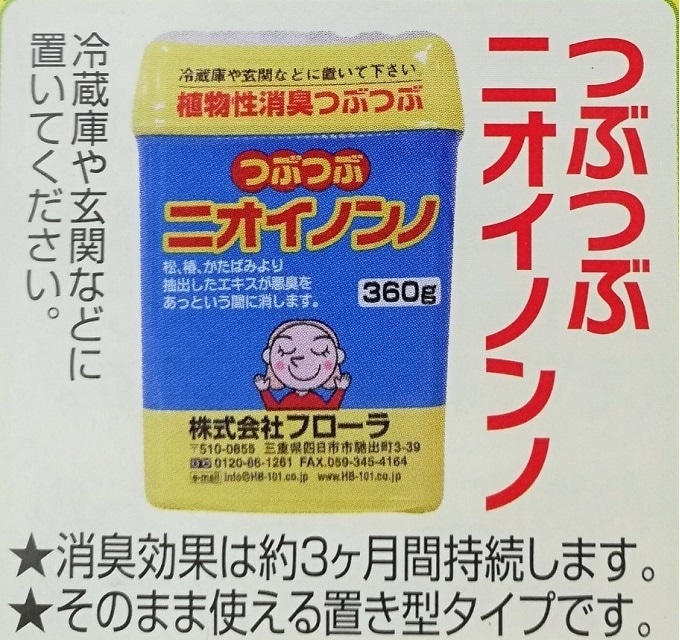 つぶつぶ
ニオイノンノ
冷蔵庫や玄関などに
置いてください。
冷蔵庫や玄関などに置いて下さい
植物性消臭つぶつぶ
つぶつぶ
ニオイノンノ
松、椿、かたばみより
抽出したエキスが悪臭を
あっという間に消します。
360g
株式会社フローラ
〒510-0855 三重県四日市市馳出町3-39
0120-86-1261 FAX.059-345-4164
e-mail info@HB-101.co.jp www.HB-101.co.jp
★消臭効果は約3ヶ月間持続します。
★そのまま使える置き型タイプです。